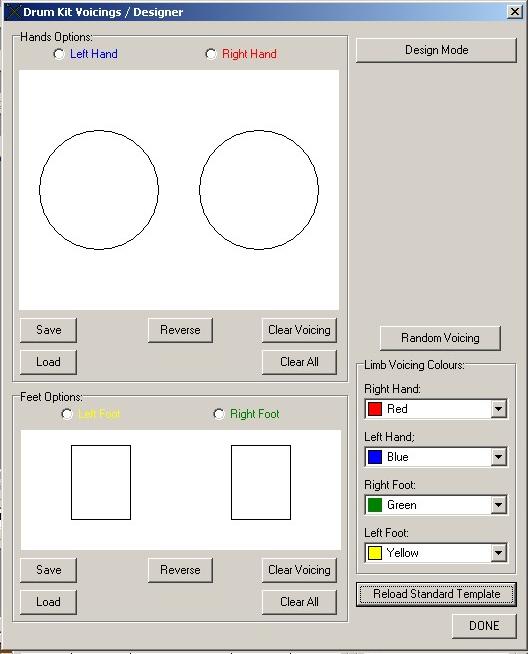 Drum Kit Voicings / Designer
Hands Options:
Left Hand
Right Hand
Design Mode
Save
Reverse
Clear Voicing
Load
Clear All
Random Voicing
Limb Voicing Colours:
Right Hand:
Red
Left Hand;
Blue
Right Foot:
Green
Left Foot:
Yellow
Feet Options:
Left Foot
Right Foot
Save
Reverse
Clear Voicing
Load
Clear All
Reload Standard Template
DONE